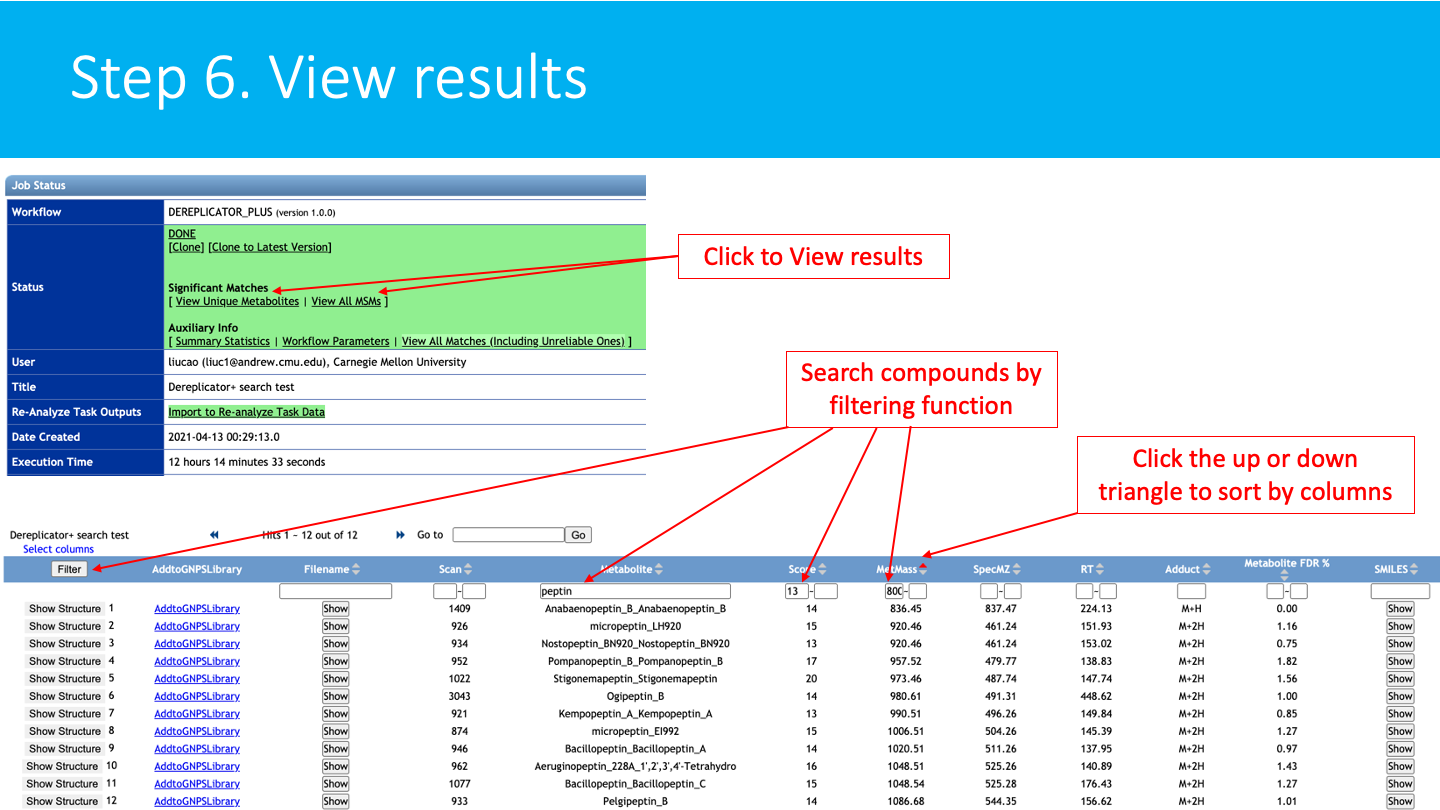 Step 6. View results
Job Status
Workflow DEREPLICATOR_PLUS (version 1.0.0)
Status
DONE
[Clone] [Clone to Latest Version]
Significant Matches
[ View Unique Metabolites | View All MSMs ]
Auxiliary Info
[ Summary Statistics | Workflow Parameters | View All Matches (Including Unreliable Ones) ]
User liucao (liuc1@andrew.cmu.edu), Carnegie Mellon University
Title Dereplicator+ search test
Re-Analyze Task Outputs Import to Re-analyze Task Data
Date Created 2021-04-13 00:29:13.0
Execution Time 12 hours 14 minutes 33 seconds
Click to View results
Search compounds by
filtering function
Click the up or down
triangle to sort by columns
Dereplicator+ search test Hits 1 ~ 12 out of 12 Go to Go
Select columns
Filter AddtoGNPSLibrary Filename Scan Metabolite Score MetMass SpecMZ RT Adduct Metabolite FDR % SMILES
- peptin 13 - 800 - - - -
Show Structure 1 AddtoGNPSLibrary Show 1409 Anabaenopeptin_B_Anabaenopeptin_B 14 836.45 837.47 224.13 M+H 0.00 Show
Show Structure 2 AddtoGNPSLibrary Show 926 micropeptin_LH920 15 920.46 461.24 151.93 M+2H 1.16 Show
Show Structure 3 AddtoGNPSLibrary Show 934 Nostopeptin_BN920_Nostopeptin_BN920 13 920.46 461.24 153.02 M+2H 0.75 Show
Show Structure 4 AddtoGNPSLibrary Show 952 Pompanopeptin_B_Pompanopeptin_B 17 957.52 479.77 138.83 M+2H 1.82 Show
Show Structure 5 AddtoGNPSLibrary Show 1022 Stigonemapeptin_Stigonemapeptin 20 973.46 487.74 147.74 M+2H 1.56 Show
Show Structure 6 AddtoGNPSLibrary Show 3043 Ogipeptin_B 14 980.61 491.31 448.62 M+2H 1.00 Show
Show Structure 7 AddtoGNPSLibrary Show 921 Kempopeptin_A_Kempopeptin_A 13 990.51 496.26 149.84 M+2H 0.85 Show
Show Structure 8 AddtoGNPSLibrary Show 874 micropeptin_EI992 15 1006.51 504.26 145.39 M+2H 1.27 Show
Show Structure 9 AddtoGNPSLibrary Show 946 Bacillopeptin_Bacillopeptin_A 14 1020.51 511.26 137.95 M+2H 0.97 Show
Show Structure 10 AddtoGNPSLibrary Show 962 Aeruginopeptin_228A_1',2',3',4'-Tetrahydro 16 1048.51 525.26 140.89 M+2H 1.43 Show
Show Structure 11 AddtoGNPSLibrary Show 1077 Bacillopeptin_Bacillopeptin_C 15 1048.54 525.28 176.43 M+2H 1.27 Show
Show Structure 12 AddtoGNPSLibrary Show 933 Pelgipeptin_B 14 1086.68 544.35 156.62 M+2H 1.01 Show